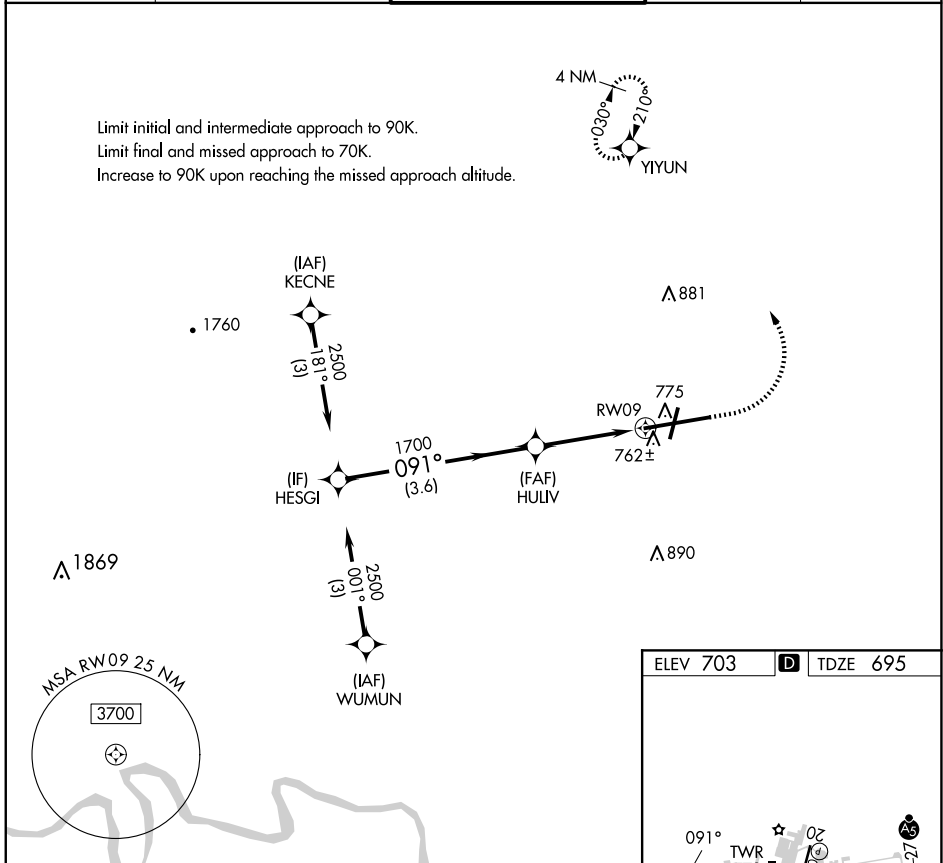 4 NM
030°
210°
YIYUN
Limit initial and intermediate approach to 90K.
Limit final and missed approach to 70K.
Increase to 90K upon reaching the missed approach altitude.
(IAF)
KECNE
1760
2500
181°
(3)
881
775
RW09
762±
1700
091°
(3.6)
(IF)
HESGI
(FAF)
HULIV
1869
890
2500
001°
(3)
(IAF)
WUMUN
MSA RW09 25 NM
3700
ELEV 703 D TDZE 695
091°
TWR
20
P
A5
-27